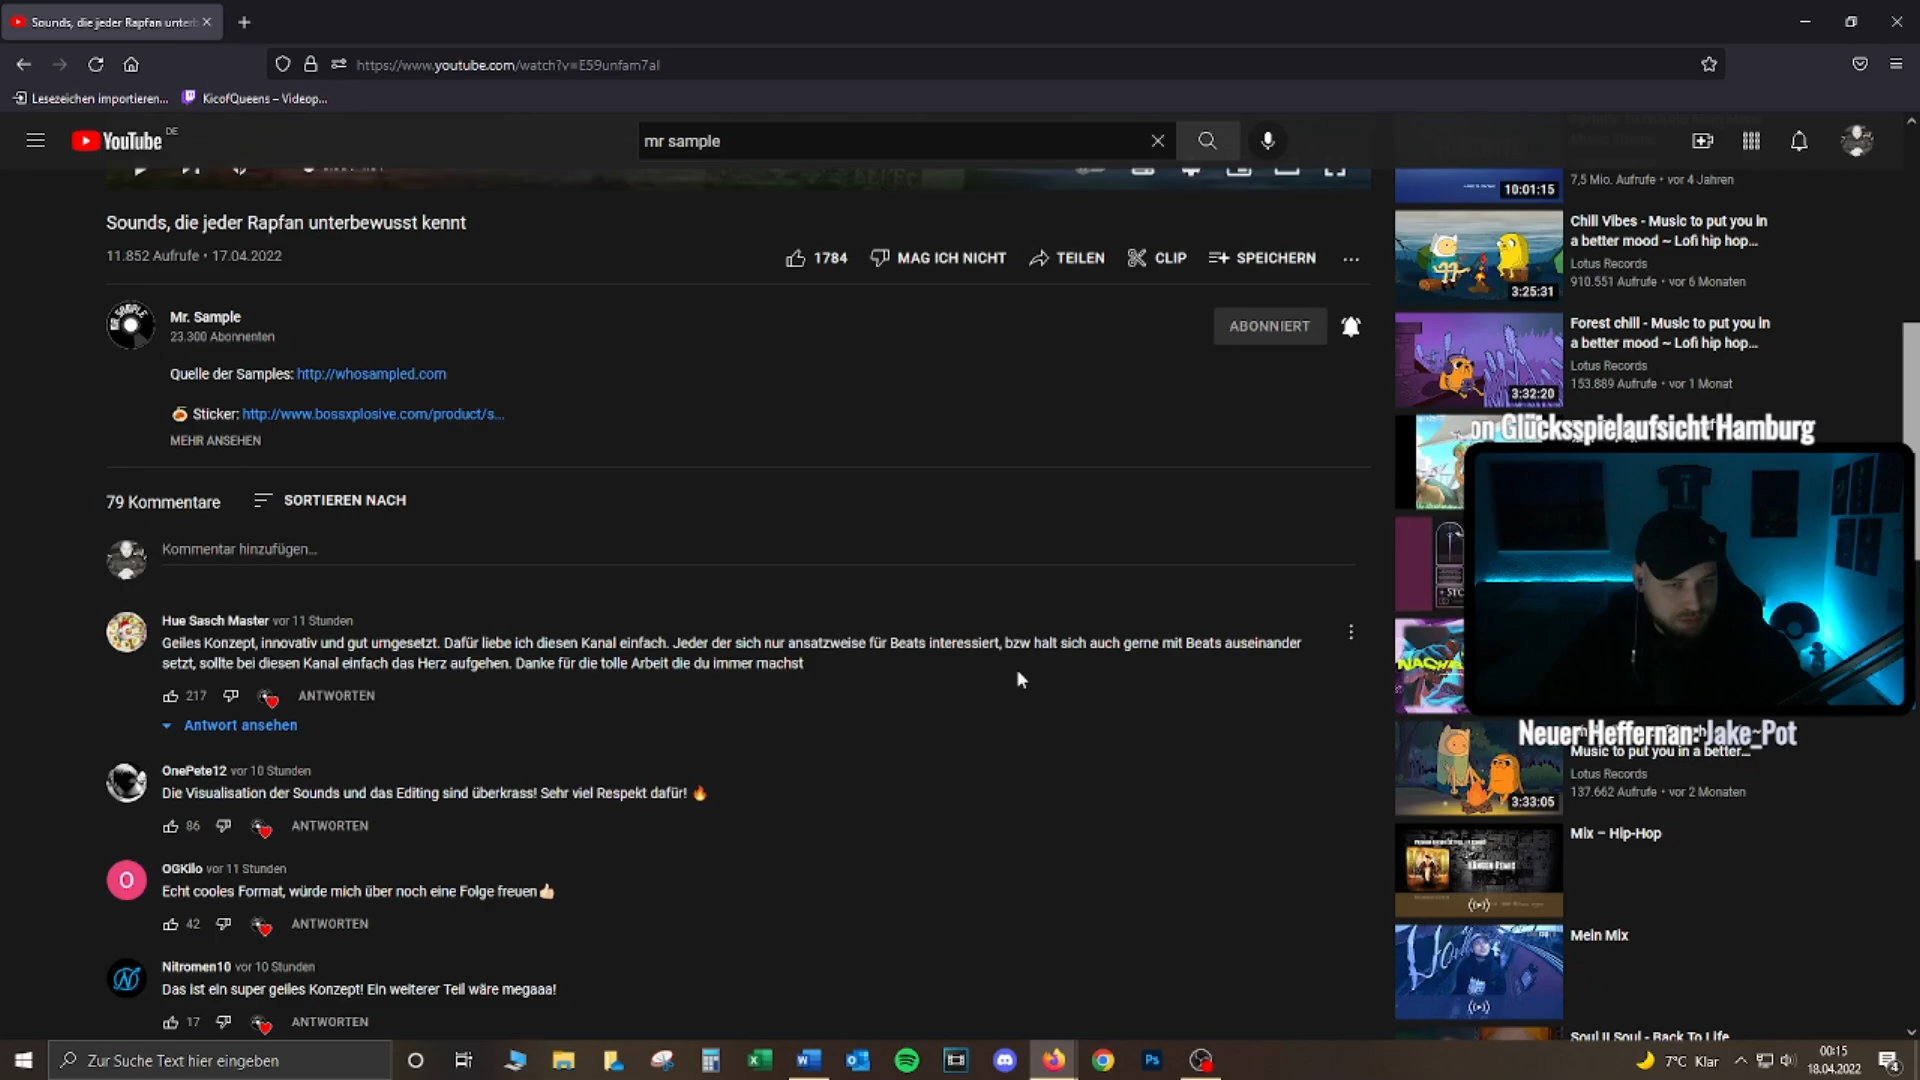 Sounds, die jeder Rapfan unterb
https://www.youtube.com/watch?v=E59unfam7aI
Lesezeichen importieren...
KicofQueens – Videop...
YouTube DE
mr sample
10:01:15
7,5 Mio. Aufrufe • vor 4 Jahren
Sounds, die jeder Rapfan unterbewusst kennt
11.852 Aufrufe • 17.04.2022
1784
MAG ICH NICHT
TEILEN
CLIP
SPEICHERN
Mr. Sample
23.300 Abonnenten
ABONNIERT
Quelle der Samples: http://whosampled.com
Sticker: http://www.bossxplosive.com/product/s...
MEHR ANSEHEN
79 Kommentare
SORTIEREN NACH
Kommentar hinzufügen...
Hue Sasch Master vor 11 Stunden
Geiles Konzept, innovativ und gut umgesetzt. Dafür liebe ich diesen Kanal einfach. Jeder der sich nur ansatzweise für Beats interessiert, bzw halt sich auch gerne mit Beats auseinander
setzt, sollte bei diesen Kanal einfach das Herz aufgehen. Danke für die tolle Arbeit die du immer machst
217
ANTWORTEN
Antwort ansehen
OnePete12 vor 10 Stunden
Die Visualisation der Sounds und das Editing sind überkrass! Sehr viel Respekt dafür! 🔥
86
ANTWORTEN
OGKilo vor 11 Stunden
Echt cooles Format, würde mich über noch eine Folge freuen👍🏼
42
ANTWORTEN
Nitromen10 vor 10 Stunden
Das ist ein super geiles Konzept! Ein weiterer Teil wäre megaaa!
17
ANTWORTEN
Chill Vibes - Music to put you in
a better mood ~ Lofi hip hop...
Lotus Records
910.551 Aufrufe • vor 6 Monaten
3:25:31
Forest chill - Music to put you in
a better mood ~ Lofi hip hop...
Lotus Records
153.889 Aufrufe • vor 1 Monat
3:32:20
...on Glücksspielaufsicht Hamburg
Neuer Heffernan: Jake_Pot
Music to put you in a better...
Lotus Records
137.662 Aufrufe • vor 2 Monaten
3:33:05
Mix – Hip-Hop
Mein Mix
Soul II Soul - Back To Life
Zur Suche Text hier eingeben
7°C Klar
00:15
18.04.2022
4